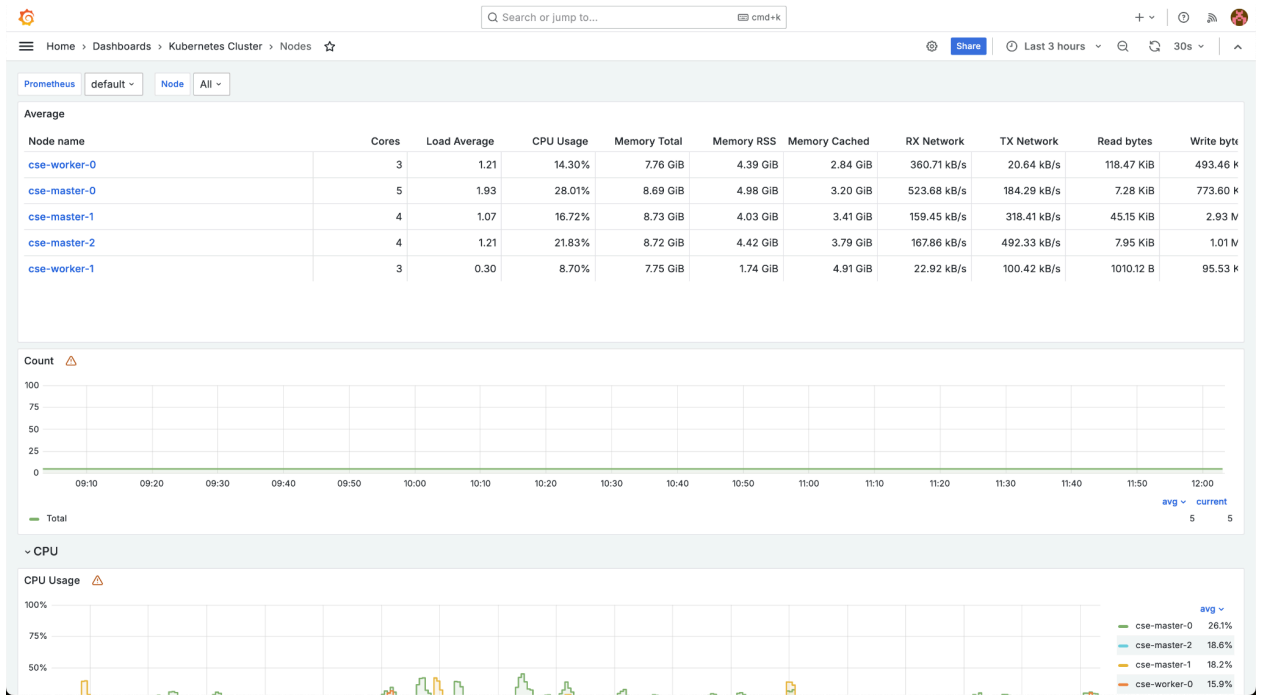 Search or jump to... cmd+k
Home › Dashboards › Kubernetes Cluster › Nodes Share Last 3 hours 30s
Prometheus default Node All
Average
Node name Cores Load Average CPU Usage Memory Total Memory RSS Memory Cached RX Network TX Network Read bytes Write byte
cse-worker-0 3 1.21 14.30% 7.76 GiB 4.39 GiB 2.84 GiB 360.71 kB/s 20.64 kB/s 118.47 KiB 493.46 K
cse-master-0 5 1.93 28.01% 8.69 GiB 4.98 GiB 3.20 GiB 523.68 kB/s 184.29 kB/s 7.28 KiB 773.60 K
cse-master-1 4 1.07 16.72% 8.73 GiB 4.03 GiB 3.41 GiB 159.45 kB/s 318.41 kB/s 45.15 KiB 2.93 M
cse-master-2 4 1.21 21.83% 8.72 GiB 4.42 GiB 3.79 GiB 167.86 kB/s 492.33 kB/s 7.95 KiB 1.01 M
cse-worker-1 3 0.30 8.70% 7.75 GiB 1.74 GiB 4.91 GiB 22.92 kB/s 100.42 kB/s 1010.12 B 95.53 K
Count
100
75
50
25
0
09:10 09:20 09:30 09:40 09:50 10:00 10:10 10:20 10:30 10:40 10:50 11:00 11:10 11:20 11:30 11:40 11:50 12:00
avg current
Total 5 5
CPU
CPU Usage
100%
75%
50%
avg
cse-master-0 26.1%
cse-master-2 18.6%
cse-master-1 18.2%
cse-worker-0 15.9%